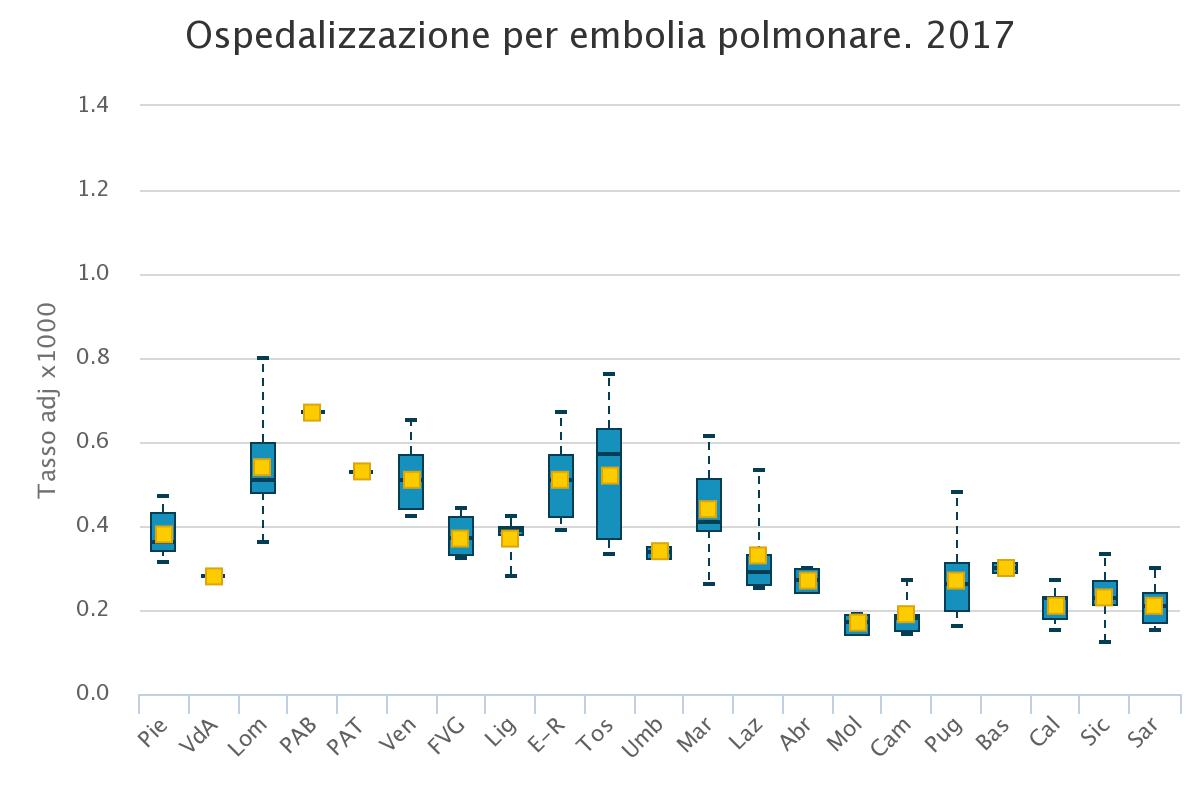 Ospedalizzazione per embolia polmonare. 2017
Tasso adj x1000
1.4
1.2
1.0
0.8
0.6
0.4
0.2
0.0
Pie VdA Lom PAB PAT Ven FVG Lig E-R Tos Umb Mar Laz Abr Mol Cam Pug Bas Cal Sic Sar